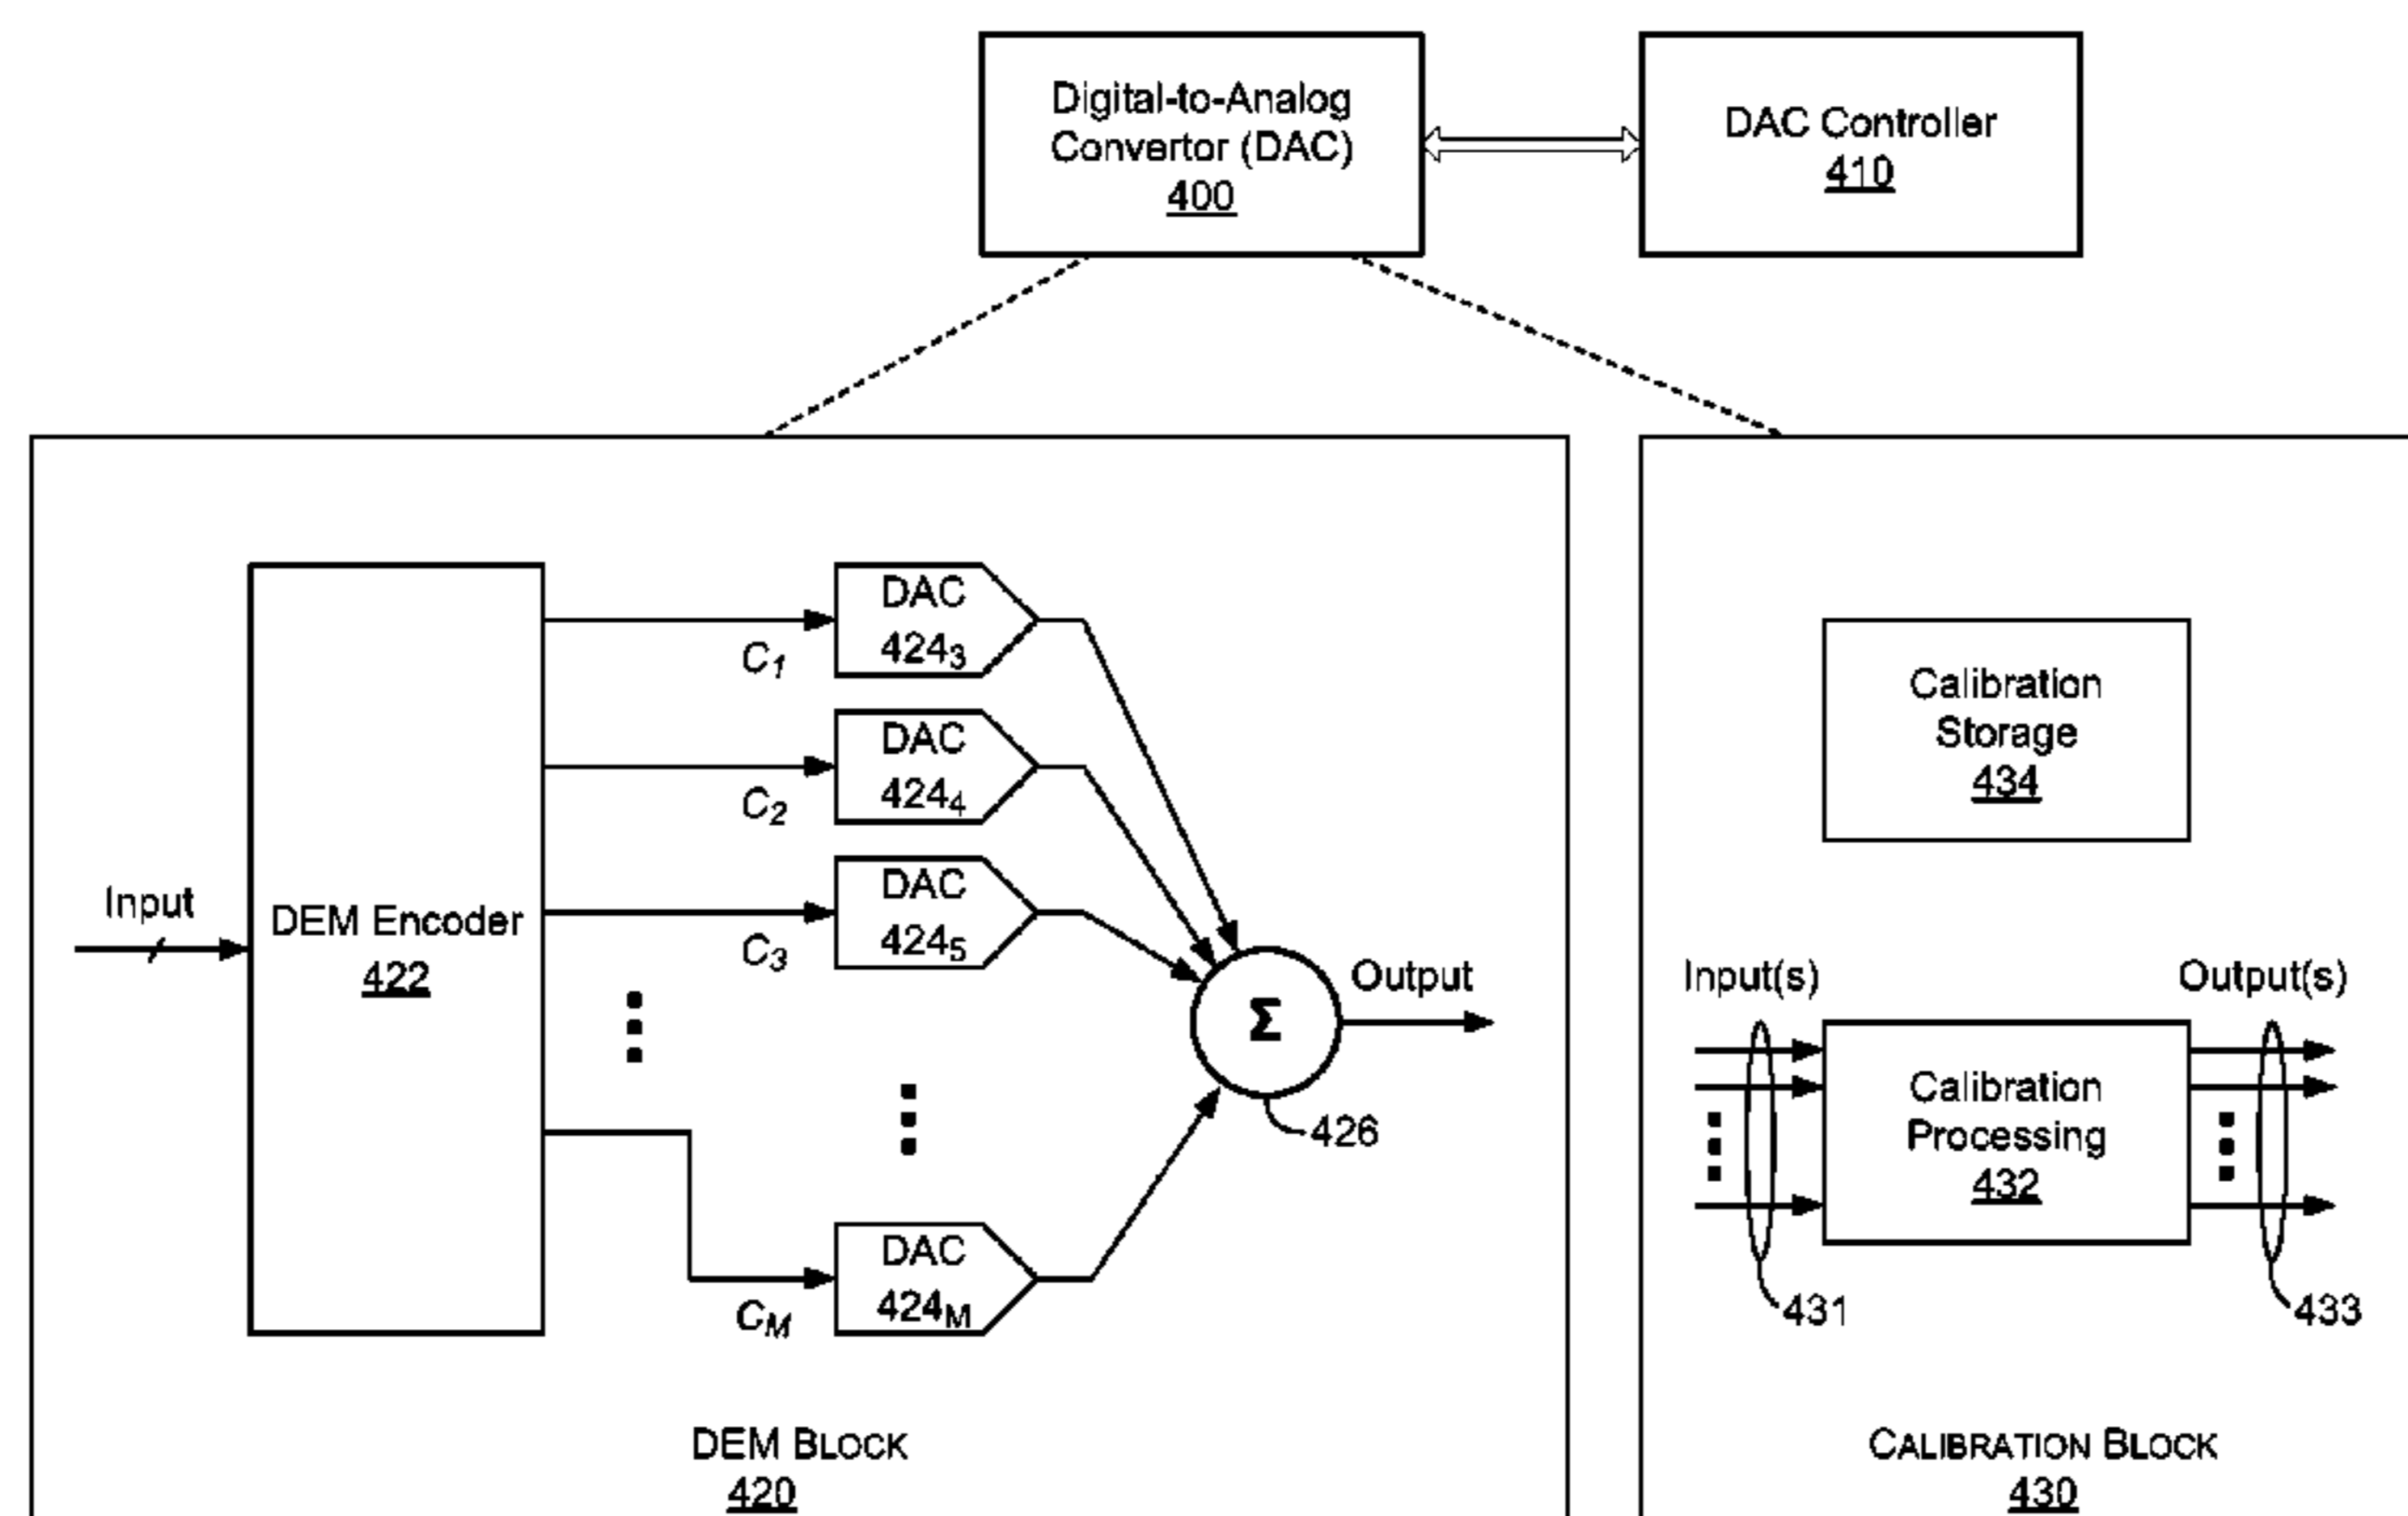 Digital-to-Analog
Convertor (DAC)
400
DAC Controller
410
DAC
424₃
C₁
DAC
424₄
C₂
DAC
424₅
C₃
Input
DEM Encoder
422
Σ
Output
426
DAC
424M
CM
DEM BLOCK
420
Calibration
Storage
434
Input(s)
Output(s)
Calibration
Processing
432
431
433
CALIBRATION BLOCK
430